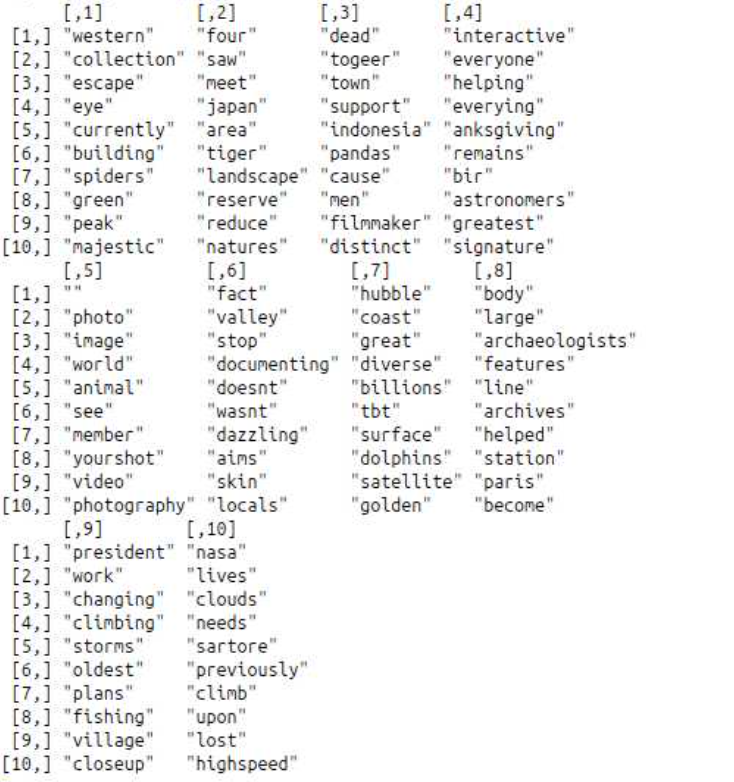 [,1] [,2] [,3] [,4]
[1,] "western" "four" "dead" "interactive"
[2,] "collection" "saw" "togeer" "everyone"
[3,] "escape" "meet" "town" "helping"
[4,] "eye" "japan" "support" "everying"
[5,] "currently" "area" "indonesia" "anksgiving"
[6,] "building" "tiger" "pandas" "remains"
[7,] "spiders" "landscape" "cause" "bir"
[8,] "green" "reserve" "men" "astronomers"
[9,] "peak" "reduce" "filmmaker" "greatest"
[10,] "majestic" "natures" "distinct" "signature"
[,5] [,6] [,7] [,8]
[1,] "" "fact" "hubble" "body"
[2,] "photo" "valley" "coast" "large"
[3,] "image" "stop" "great" "archaeologists"
[4,] "world" "documenting" "diverse" "features"
[5,] "animal" "doesnt" "billions" "line"
[6,] "see" "wasnt" "tbt" "archives"
[7,] "member" "dazzling" "surface" "helped"
[8,] "yourshot" "aims" "dolphins" "station"
[9,] "video" "skin" "satellite" "paris"
[10,] "photography" "locals" "golden" "become"
[,9] [,10]
[1,] "president" "nasa"
[2,] "work" "lives"
[3,] "changing" "clouds"
[4,] "climbing" "needs"
[5,] "storms" "sartore"
[6,] "oldest" "previously"
[7,] "plans" "climb"
[8,] "fishing" "upon"
[9,] "village" "lost"
[10,] "closeup" "highspeed"